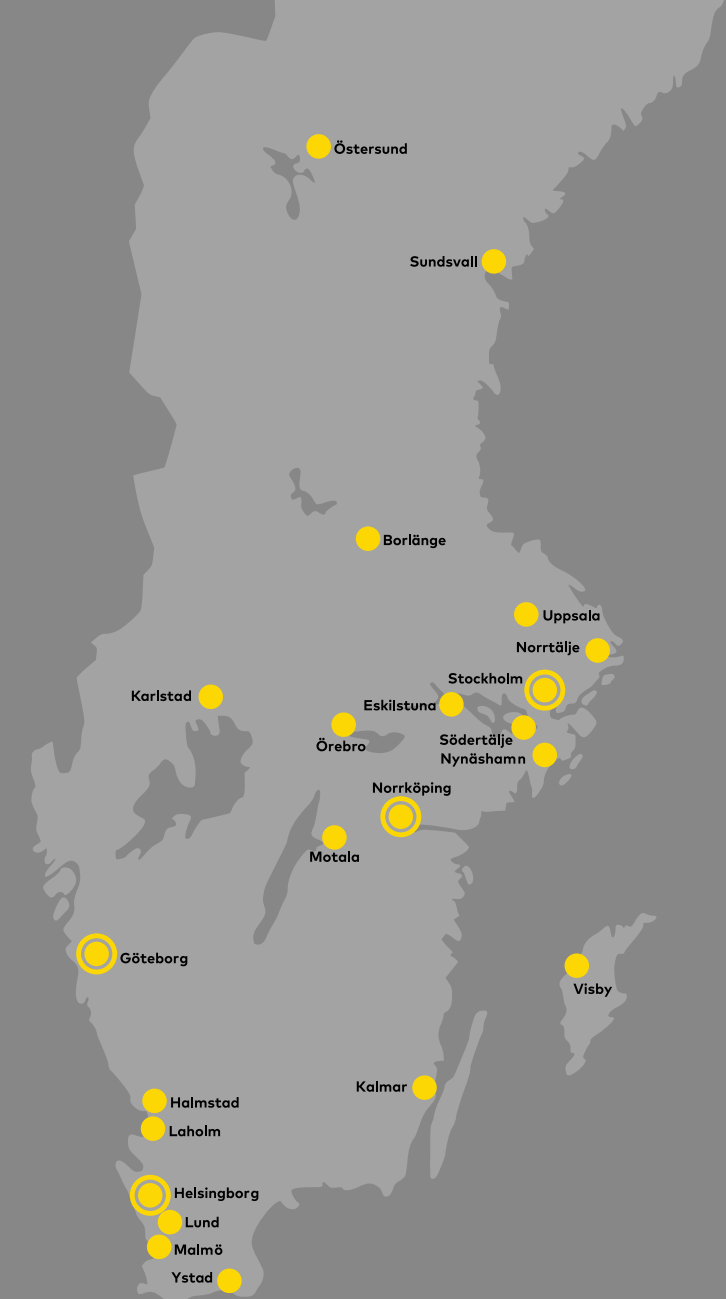 Östersund
Sundsvall
Borlänge
Uppsala
Norrtälje
Stockholm
Karlstad
Eskilstuna
Örebro
Södertälje
Nynäshamn
Norrköping
Motala
Göteborg
Visby
Kalmar
Halmstad
Laholm
Helsingborg
Lund
Malmö
Ystad